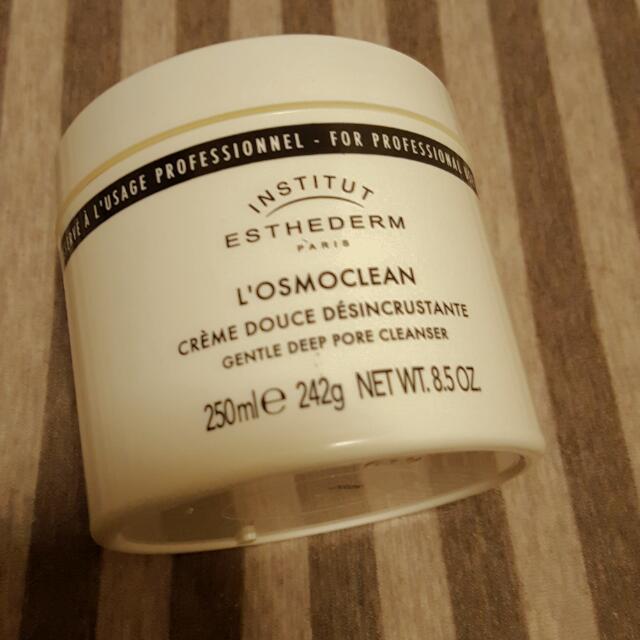 À L'USAGE PROFESSIONNEL - FOR PROFESSIONAL
INSTITUT
ESTHEDERM
PARIS
L'OSMOCLEAN
CRÈME DOUCE DÉSINCRUSTANTE
GENTLE DEEP PORE CLEANSER
250ml e 242g NET WT. 8.5 OZ.